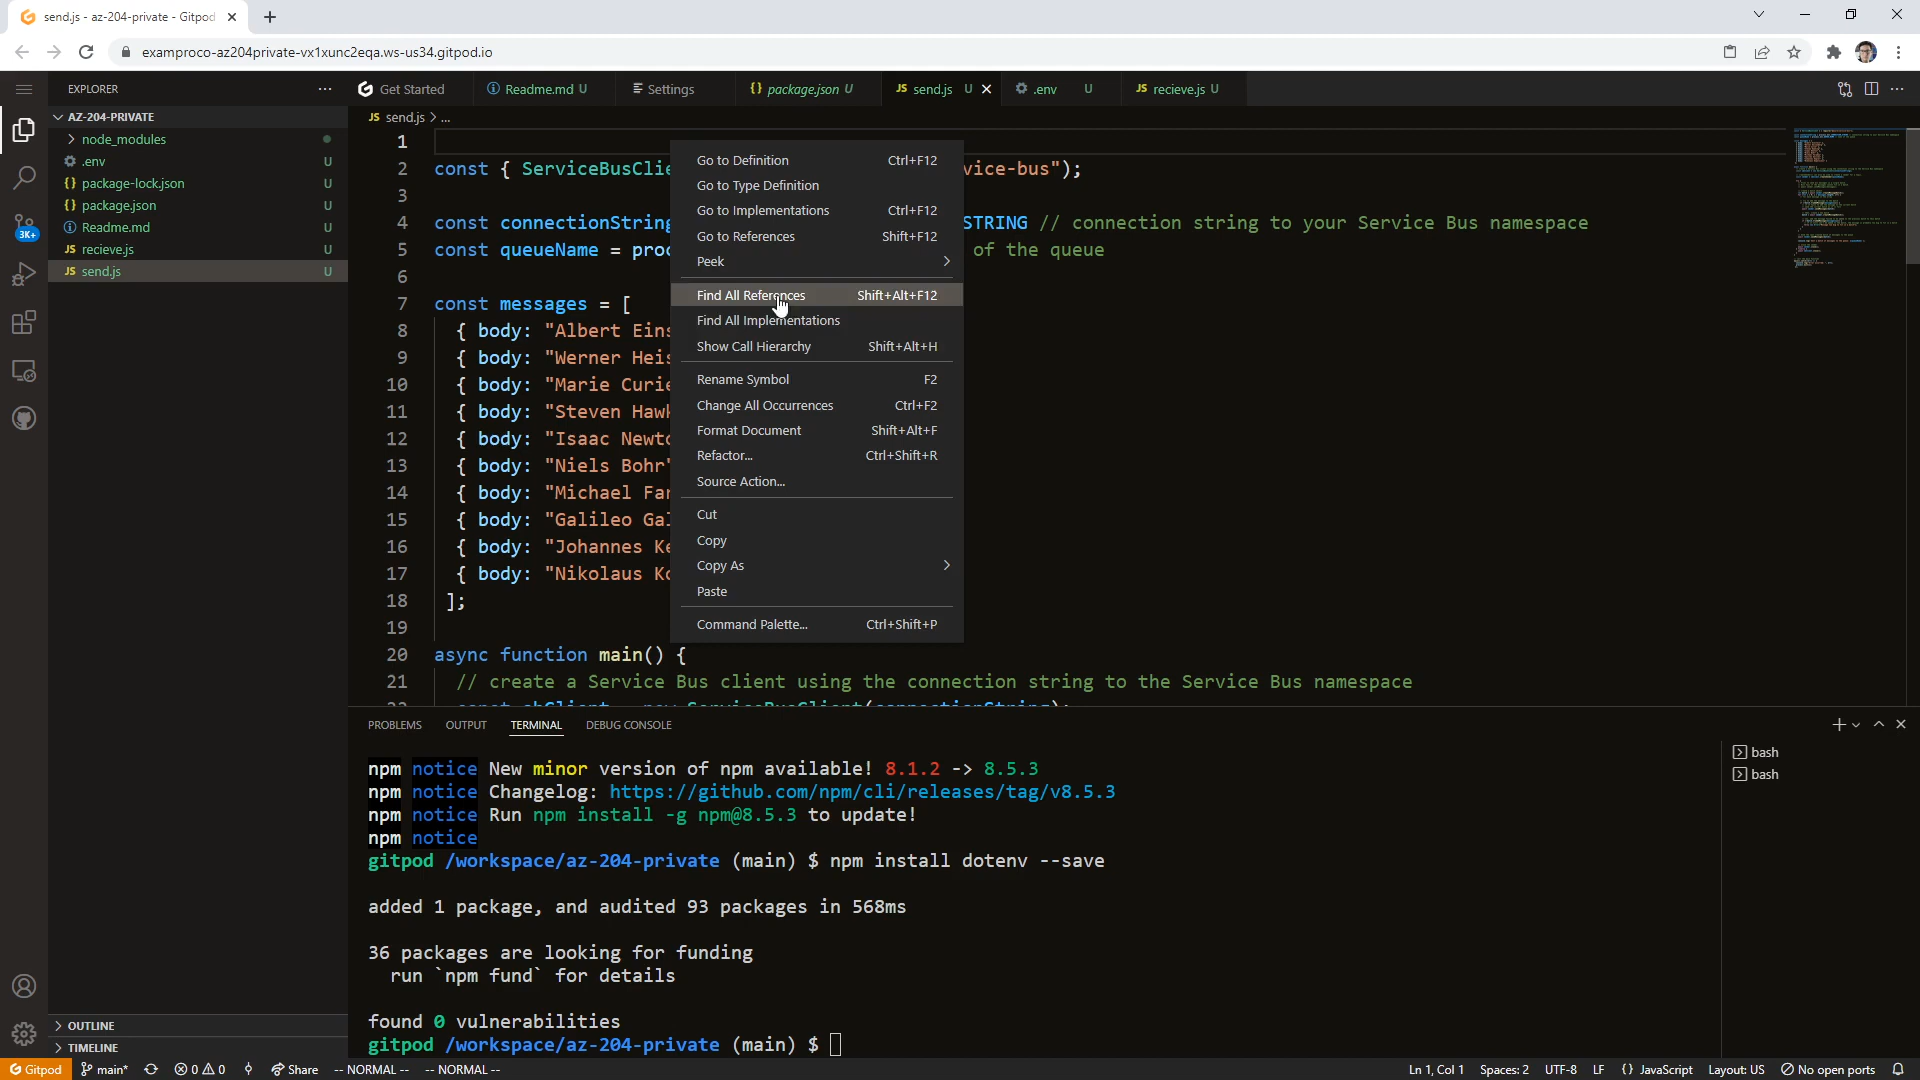 send.js - az-204-private - Gitpod
examproco-az204private-vx1xunc2eqa.ws-us34.gitpod.io
EXPLORER
Get Started
Readme.md U
Settings
{} package.json U
JS send.js U
.env U
JS recieve.js U
AZ-204-PRIVATE
JS send.js > ...
node_modules
.env U
{} package-lock.json U
{} package.json U
Readme.md U
JS recieve.js U
JS send.js U
3K+
1
2 const { ServiceBusClie vice-bus");
3
4 const connectionString STRING // connection string to your Service Bus namespace
5 const queueName = proc of the queue
6
7 const messages = [
8 { body: "Albert Eins
9 { body: "Werner Heis
10 { body: "Marie Curie
11 { body: "Steven Hawk
12 { body: "Isaac Newto
13 { body: "Niels Bohr"
14 { body: "Michael Far
15 { body: "Galileo Gal
16 { body: "Johannes Ke
17 { body: "Nikolaus Ko
18 ];
19
20 async function main() {
21 // create a Service Bus client using the connection string to the Service Bus namespace
Go to Definition Ctrl+F12
Go to Type Definition
Go to Implementations Ctrl+F12
Go to References Shift+F12
Peek
Find All References Shift+Alt+F12
Find All Implementations
Show Call Hierarchy Shift+Alt+H
Rename Symbol F2
Change All Occurrences Ctrl+F2
Format Document Shift+Alt+F
Refactor... Ctrl+Shift+R
Source Action...
Cut
Copy
Copy As
Paste
Command Palette... Ctrl+Shift+P
PROBLEMS OUTPUT TERMINAL DEBUG CONSOLE
npm notice New minor version of npm available! 8.1.2 -> 8.5.3
npm notice Changelog: https://github.com/npm/cli/releases/tag/v8.5.3
npm notice Run npm install -g npm@8.5.3 to update!
npm notice
gitpod /workspace/az-204-private (main) $ npm install dotenv --save
added 1 package, and audited 93 packages in 568ms
36 packages are looking for funding
run `npm fund` for details
found 0 vulnerabilities
gitpod /workspace/az-204-private (main) $
bash
bash
OUTLINE
TIMELINE
Gitpod main* 0 0 Share -- NORMAL -- -- NORMAL -- Ln 1, Col 1 Spaces: 2 UTF-8 LF {} JavaScript Layout: US No open ports